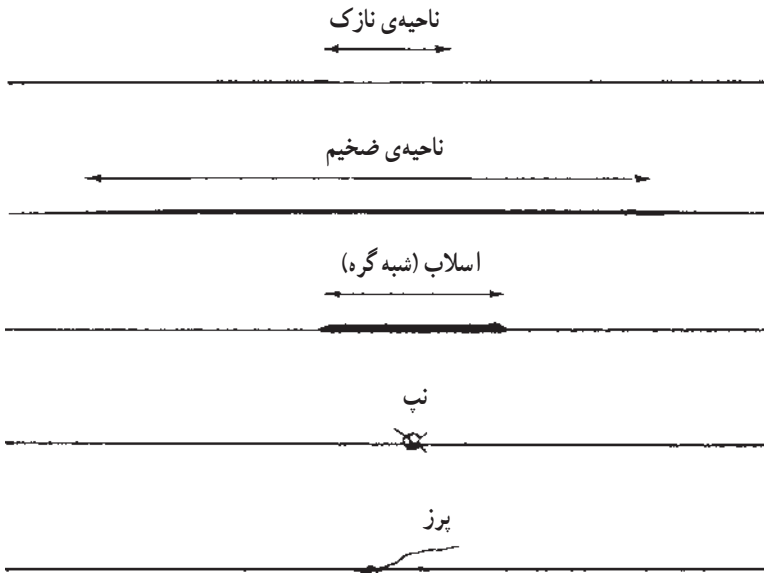 ناحیه‌ی نازک
ناحیه‌ی ضخیم
اسلاب (شبه گره)
نپ
پرز